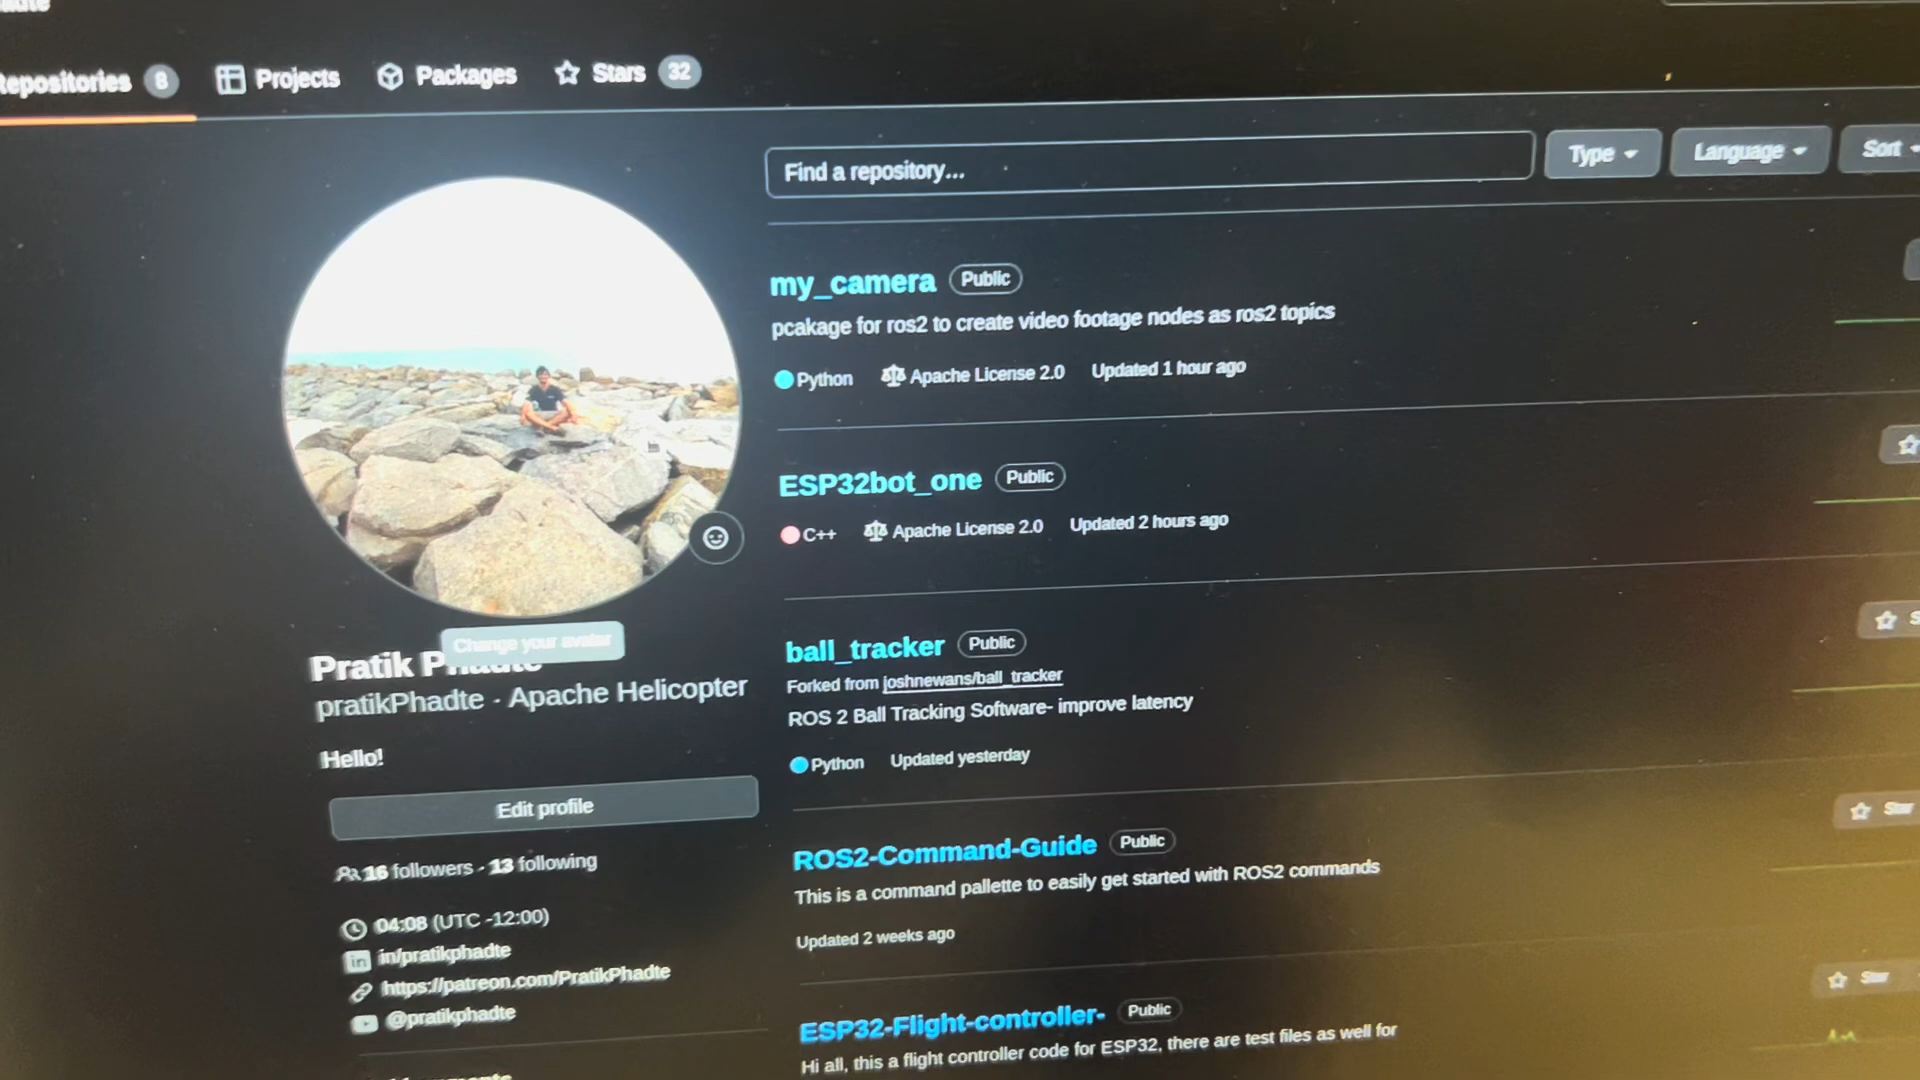 Repositories 8 Projects Packages Stars 32
Find a repository...
Type Language Sort
my_camera Public
pcakage for ros2 to create video footage nodes as ros2 topics
Python Apache License 2.0 Updated 1 hour ago
ESP32bot_one Public
C++ Apache License 2.0 Updated 2 hours ago
ball_tracker Public
Forked from joshnewans/ball_tracker
ROS 2 Ball Tracking Software- improve latency
Python Updated yesterday
ROS2-Command-Guide Public
Star
This is a command pallette to easily get started with ROS2 commands
Updated 2 weeks ago
ESP32-Flight-controller- Public
Star
Hi all, this a flight controller code for ESP32, there are test files as well for
Change your avatar
Pratik Phadte
pratikPhadte · Apache Helicopter
Hello!
Edit profile
16 followers · 13 following
04:08 (UTC -12:00)
in/pratikphadte
https://patreon.com/PratikPhadte
@pratikphadte